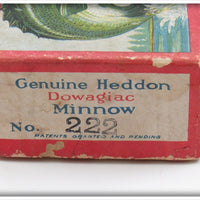 Genuine Heddon
Dowagiac
Minnow
No. 222
PATENTS GRANTED AND PENDING